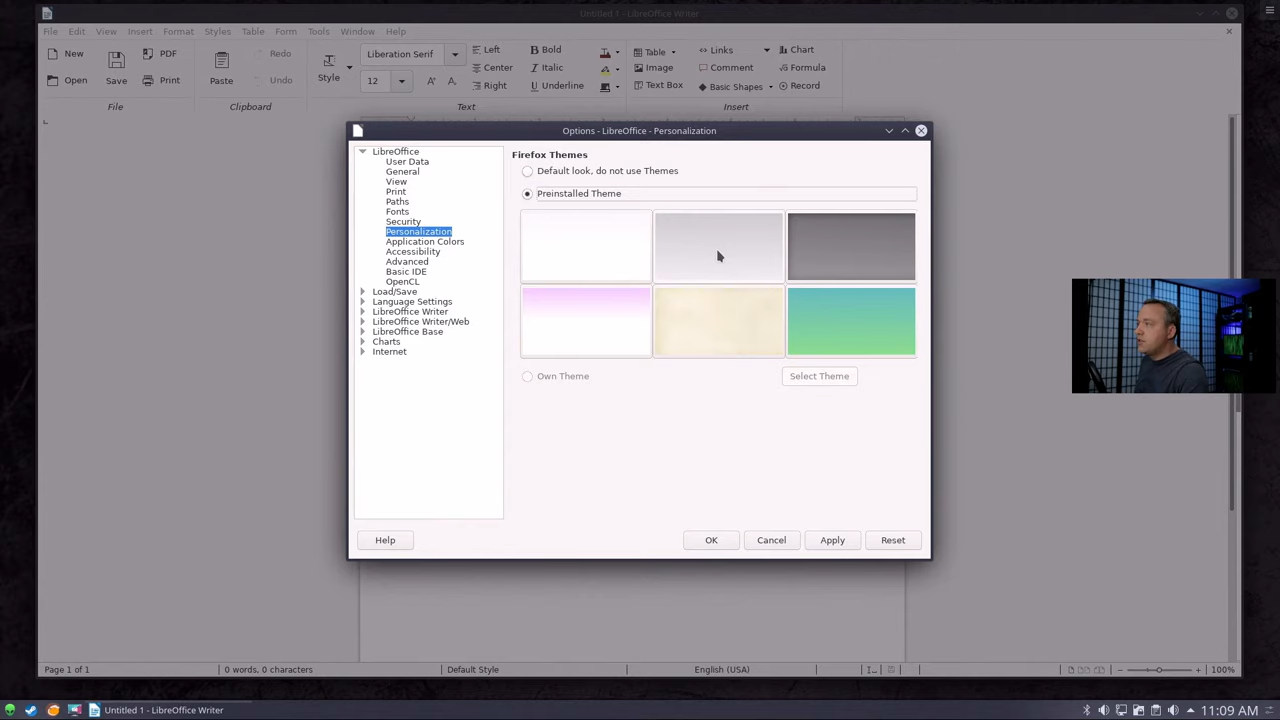 Untitled 1 - LibreOffice Writer
File Edit View Insert Format Styles Table Form Tools Window Help
New PDF Redo Liberation Serif Left Bold Table Links Chart
Save Paste Style Center Italic Image Comment Formula
Open Print Undo 12 Right Underline Text Box Basic Shapes Record
File Clipboard Text Insert
Options - LibreOffice - Personalization
LibreOffice
User Data
General
View
Print
Paths
Fonts
Security
Personalization
Application Colors
Accessibility
Advanced
Basic IDE
OpenCL
Load/Save
Language Settings
LibreOffice Writer
LibreOffice Writer/Web
LibreOffice Base
Charts
Internet
Firefox Themes
Default look, do not use Themes
Preinstalled Theme
Own Theme Select Theme
Help OK Cancel Apply Reset
Page 1 of 1 0 words, 0 characters Default Style English (USA) 100%
Untitled 1 - LibreOffice Writer 11:09 AM